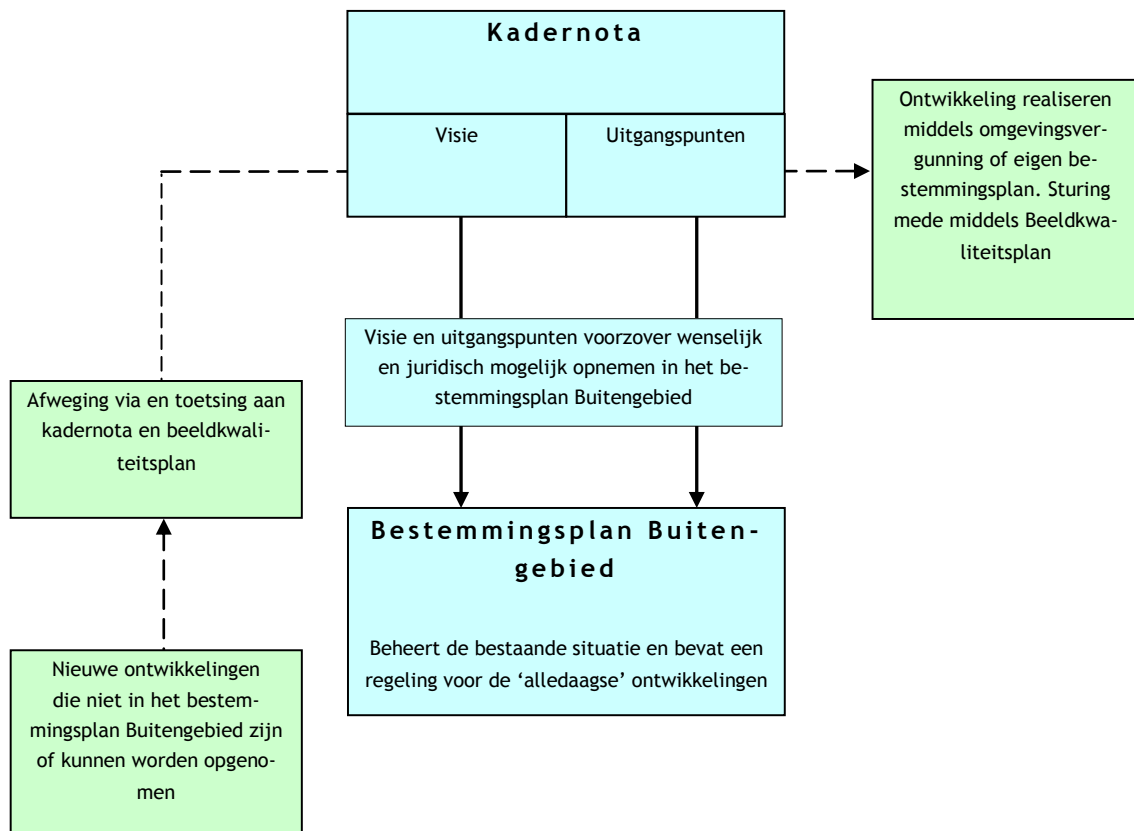 Kadernota
Visie
Uitgangspunten
Ontwikkeling realiseren
middels omgevingsver-
gunning of eigen be-
stemmingsplan. Sturing
mede middels Beeldkwa-
liteitsplan
Visie en uitgangspunten voorzover wenselijk
en juridisch mogelijk opnemen in het be-
stemmingsplan Buitengebied
Afweging via en toetsing aan
kadernota en beeldkwali-
teitsplan
Bestemmingsplan Buiten-
gebied
Beheert de bestaande situatie en bevat een
regeling voor de ‘alledaagse’ ontwikkelingen
Nieuwe ontwikkelingen
die niet in het bestem-
mingsplan Buitengebied zijn
of kunnen worden opgeno-
men